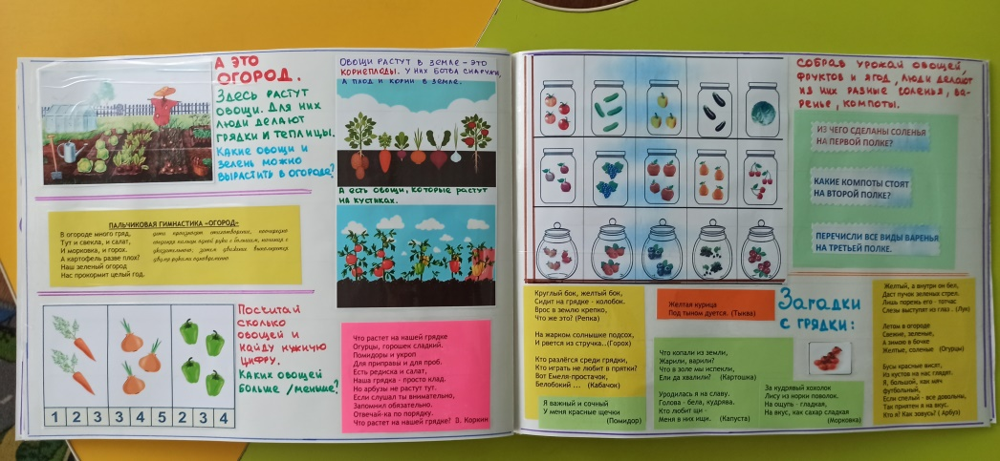 А ЭТО
ОГОРОД.
ЗДЕСЬ РАСТУТ
ОВОЩИ. ДЛЯ НИХ
ЛЮДИ ДЕЛАЮТ
ГРЯДКИ И ТЕПЛИЦЫ.
КАКИЕ ОВОЩИ И
ЗЕЛЕНЬ МОЖНО
ВЫРАСТИТЬ В ОГОРОДЕ?
ПАЛЬЧИКОВАЯ ГИМНАСТИКА «ОГОРОД»
В огороде много гряд,
Тут и свекла, и салат,
И морковка, и горох.
А картофель разве плох?
Наш зеленый огород
Нас прокормит целый год.
1 2 3 3 4 5 2 3 4
ПОСЧИТАЙ
СКОЛЬКО
ОВОЩЕЙ И
НАЙДИ НУЖНУЮ
ЦИФРУ.
КАКИХ ОВОЩЕЙ
БОЛЬШЕ / МЕНЬШЕ?
ОВОЩИ РАСТУТ В ЗЕМЛЕ - ЭТО
КОРНЕПЛОДЫ. У НИХ БОТВА СНАРУЖИ,
А ПЛОД И КОРНИ В ЗЕМЛЕ.
А ЕСТЬ ОВОЩИ, КОТОРЫЕ РАСТУТ
НА КУСТИКАХ.
Что растет на нашей грядке
Огурцы, горошек сладкий.
Помидоры и укроп
Для приправы и для проб.
Есть редиска и салат,
Наша грядка - просто клад.
Но арбузы не растут тут.
Если слушал ты внимательно,
Запомнил обязательно.
Отвечай-ка по порядку.
Что растет на нашей грядке? В. Коркин
СОБРАВ УРОЖАЙ ОВОЩЕЙ,
ФРУКТОВ И ЯГОД, ЛЮДИ ДЕЛАЮТ
ИЗ НИХ РАЗНЫЕ СОЛЕНЬЯ, ВА-
РЕНЬЕ, КОМПОТЫ.
ИЗ ЧЕГО СДЕЛАНЫ СОЛЕНЬЯ
НА ПЕРВОЙ ПОЛКЕ?
КАКИЕ КОМПОТЫ СТОЯТ
НА ВТОРОЙ ПОЛКЕ?
ПЕРЕЧИСЛИ ВСЕ ВИДЫ ВАРЕНЬЯ
НА ТРЕТЬЕЙ ПОЛКЕ.
Круглый бок, желтый бок,
Сидит на грядке - колобок.
Врос в землю крепко,
Что же это? (Репка)
На жарком солнышке подсох,
И рвется из стручка..(Горох)
Кто разлёгся среди грядки,
Кто играть не любит в прятки?
Вот Емеля-простачок,
Белобокий ... (Кабачок)
Я важный и сочный
У меня красные щечки
(Помидор)
Желтая курица
Под тыном дуется. (Тыква)
ЗАГАДКИ
С ГРЯДКИ:
Что копали из земли,
Жарили, варили?
Что в золе мы испекли,
Ели да хвалили? (Картошка)
Уродилась я на славу.
Голова - бела, кудрява.
Кто любит щи -
Меня в них ищи. (Капуста)
За кудрявый хохолок
Лису из норки поволок.
На ощупь - гладкая,
На вкус, как сахар сладкая
(Морковка)
Желтый, а внутри он бел,
Даст пучок зеленых стрел.
Лишь порежь его - тотчас
Слезы выступят из глаз . (Лук)
Летом в огороде
Свежие, зеленые,
А зимою в бочке
Желтые, соленые (Огурцы)
Бусы красные висят,
Из кустов на нас глядят.
Я, большой, как мяч
футбольный,
Если спелый - все довольны,
Так приятен я на вкус.
Кто я? Как зовусь? ( Арбуз)